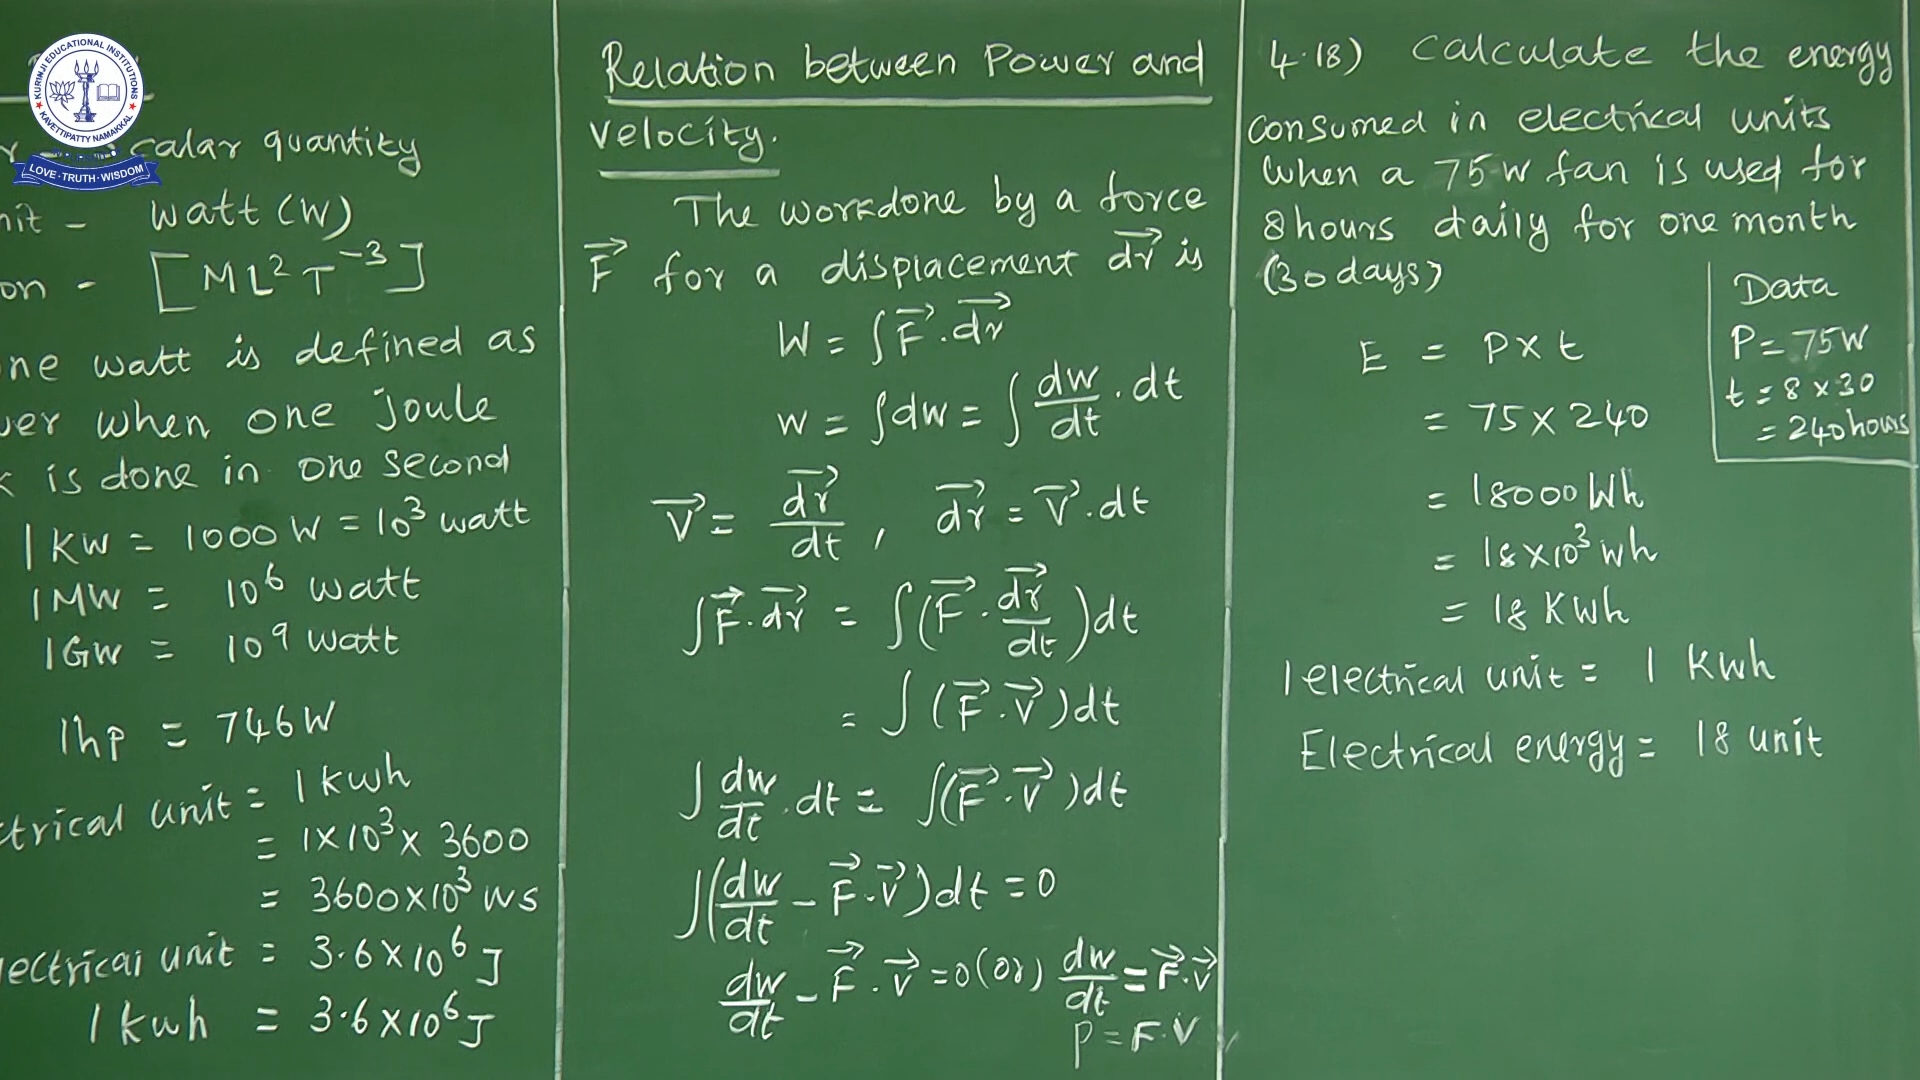 KURINJI EDUCATIONAL INSTITUTIONS
KAVETTIPATTY NAMAKKAL
LOVE · TRUTH · WISDOM
calar quantity
nit - Watt (W)
on - [ML²T⁻³]
ne watt is defined as
wer when one joule
k is done in one second
1 KW = 1000 W = 10³ watt
1MW = 10⁶ watt
1GW = 10⁹ watt
1hp = 746W
ctrical unit = 1 kwh
= 1×10³× 3600
= 3600×10³ ws
lectrical unit = 3.6×10⁶ J
1 kwh = 3.6×10⁶ J
Relation between Power and
velocity.
The workdone by a force
F⃗ for a displacement dr⃗ is
W = ∫F⃗.dr⃗
w = ∫dw = ∫ dw/dt . dt
V⃗ = dr⃗/dt , dr⃗ = V⃗.dt
∫F⃗.dr⃗ = ∫(F⃗ . dr⃗/dt)dt
= ∫(F⃗.V⃗)dt
∫ dw/dt . dt = ∫(F⃗.V⃗)dt
∫(dw/dt - F⃗.V⃗)dt = 0
dw/dt - F⃗.V⃗ = 0 (or) dw/dt = F⃗.V⃗
P = F.V
4.18) Calculate the energy
consumed in electrical units
when a 75 w fan is used for
8 hours daily for one month
(30 days)
Data
P = 75W
t = 8 × 30
= 240 hours
E = P × t
= 75 × 240
= 18000 Wh
= 18×10³ wh
= 18 KWh
1 electrical unit = 1 kwh
Electrical energy = 18 unit